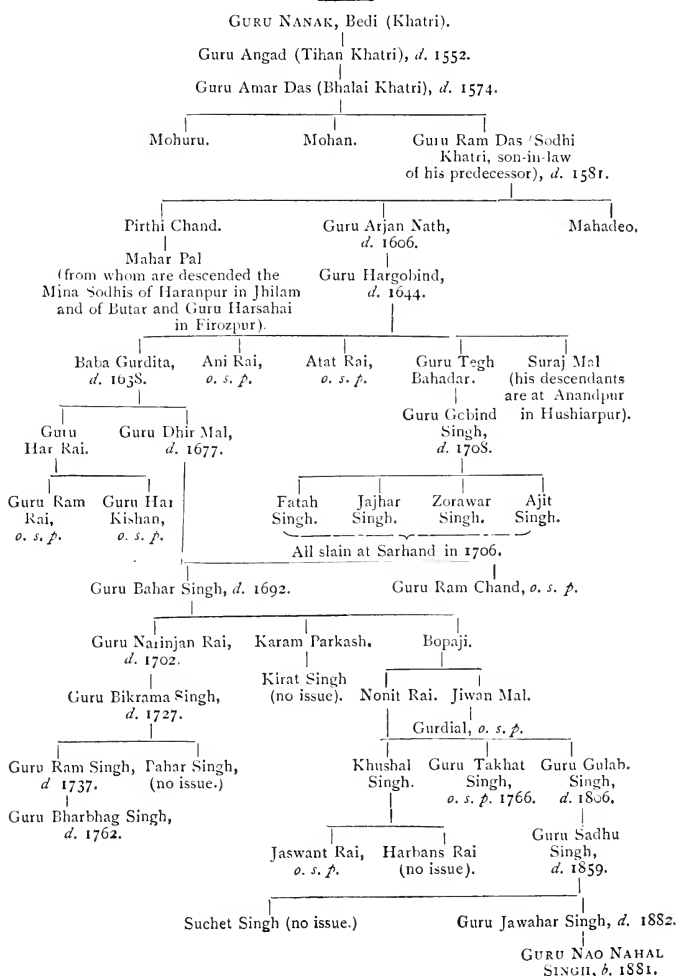 GURU NANAK, Bedi (Khatri).
Guru Angad (Tihan Khatri), d. 1552.
Guru Amar Das (Bhalai Khatri), d. 1574.
Mohuru. Mohan. Guru Ram Das (Sodhi
Khatri, son-in-law
of his predecessor), d. 1581.
Pirthi Chand. Guru Arjan Nath, Mahadeo.
d. 1606.
Mahar Pal
(from whom are descended the
Mina Sodhis of Haranpur in Jhilam
and of Butar and Guru Harsahai
in Firozpur).
Guru Hargobind,
d. 1644.
Baba Gurdita, Ani Rai, Atat Rai, Guru Tegh Suraj Mal
d. 1638. o. s. p. o. s. p. Bahadar. (his descendants
are at Anandpur
in Hushiarpur).
Guru Guru Dhir Mal, Guru Gobind
Har Rai. d. 1677. Singh,
d. 1708.
Guru Ram Guru Har Fatah Jajhar Zorawar Ajit
Rai, Kishan, Singh. Singh. Singh. Singh.
o. s. p. o. s. p.
All slain at Sarhand in 1706.
Guru Bahar Singh, d. 1692. Guru Ram Chand, o. s. p.
Guru Narinjan Rai, Karam Parkash. Bopaji.
d. 1702.
Kirat Singh
(no issue). Nonit Rai. Jiwan Mal.
Guru Bikrama Singh,
d. 1727.
Gurdial, o. s. p.
Guru Ram Singh, Pahar Singh, Khushal Guru Takhat Guru Gulab.
d 1737. (no issue.) Singh. Singh, Singh,
o. s. p. 1766. d. 1806.
Guru Bharbhag Singh,
d. 1762.
Jaswant Rai, Harbans Rai Guru Sadhu
o. s. p. (no issue). Singh,
d. 1859.
Suchet Singh (no issue.) Guru Jawahar Singh, d. 1882.
GURU NAO NAHAL
SINGH, b. 1881.